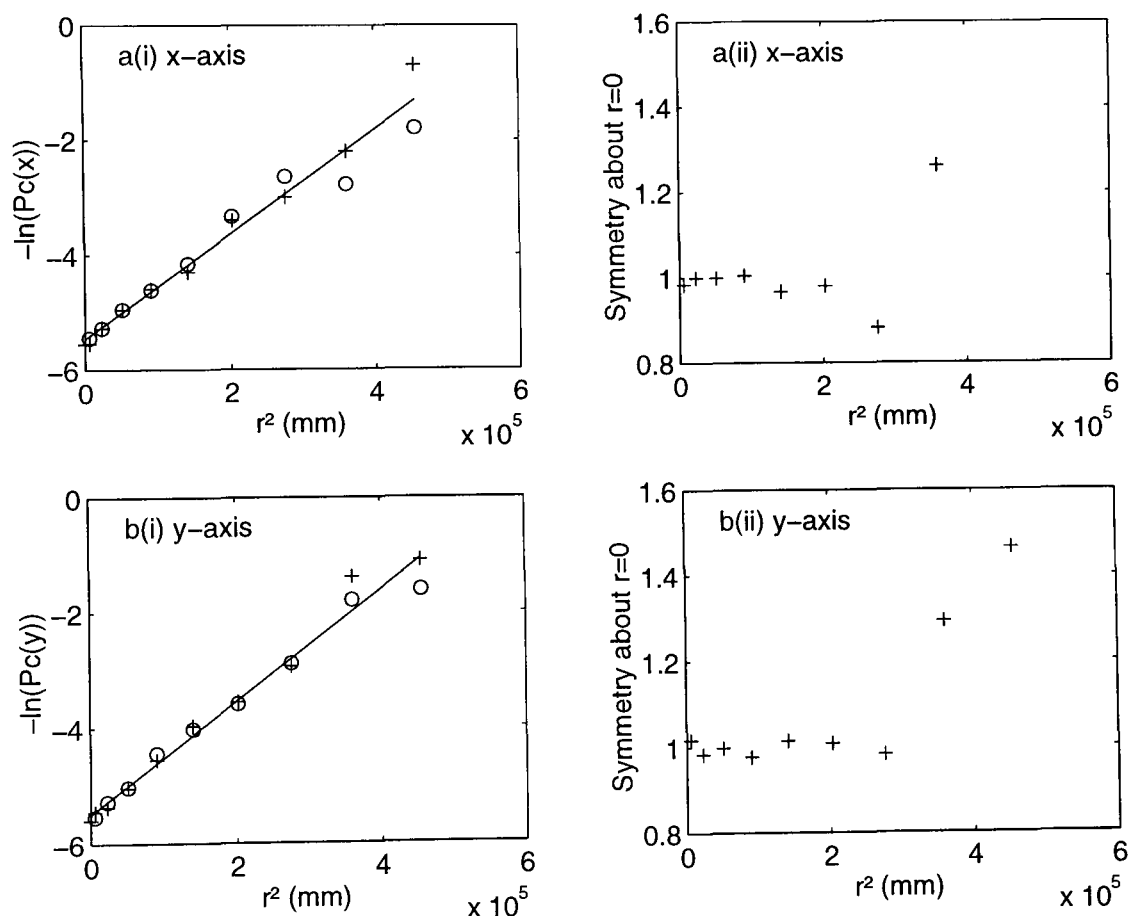 a(i) x-axis
-ln(Pc(x))
0
-2
-4
-6
0 2 4 6
r² (mm)
x 10⁵
a(ii) x-axis
Symmetry about r=0
1.6
1.4
1.2
1
0.8
0 2 4 6
r² (mm)
x 10⁵
b(i) y-axis
-ln(Pc(y))
0
-2
-4
-6
0 2 4 6
r² (mm)
x 10⁵
b(ii) y-axis
Symmetry about r=0
1.6
1.4
1.2
1
0.8
0 2 4 6
r² (mm)
x 10⁵